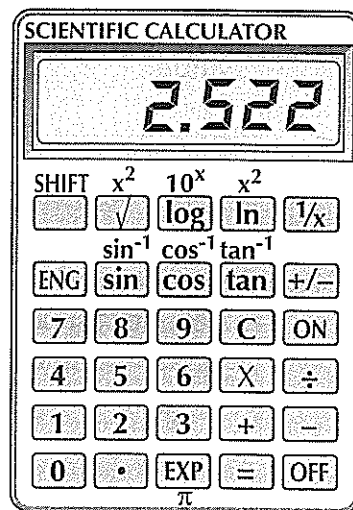 SCIENTIFIC CALCULATOR
2.522
SHIFT x² 10ˣ x²
√ log ln 1/x
sin⁻¹ cos⁻¹ tan⁻¹
ENG sin cos tan +/−
7 8 9 C ON
4 5 6 X ÷
1 2 3 + −
0 • EXP = OFF
π